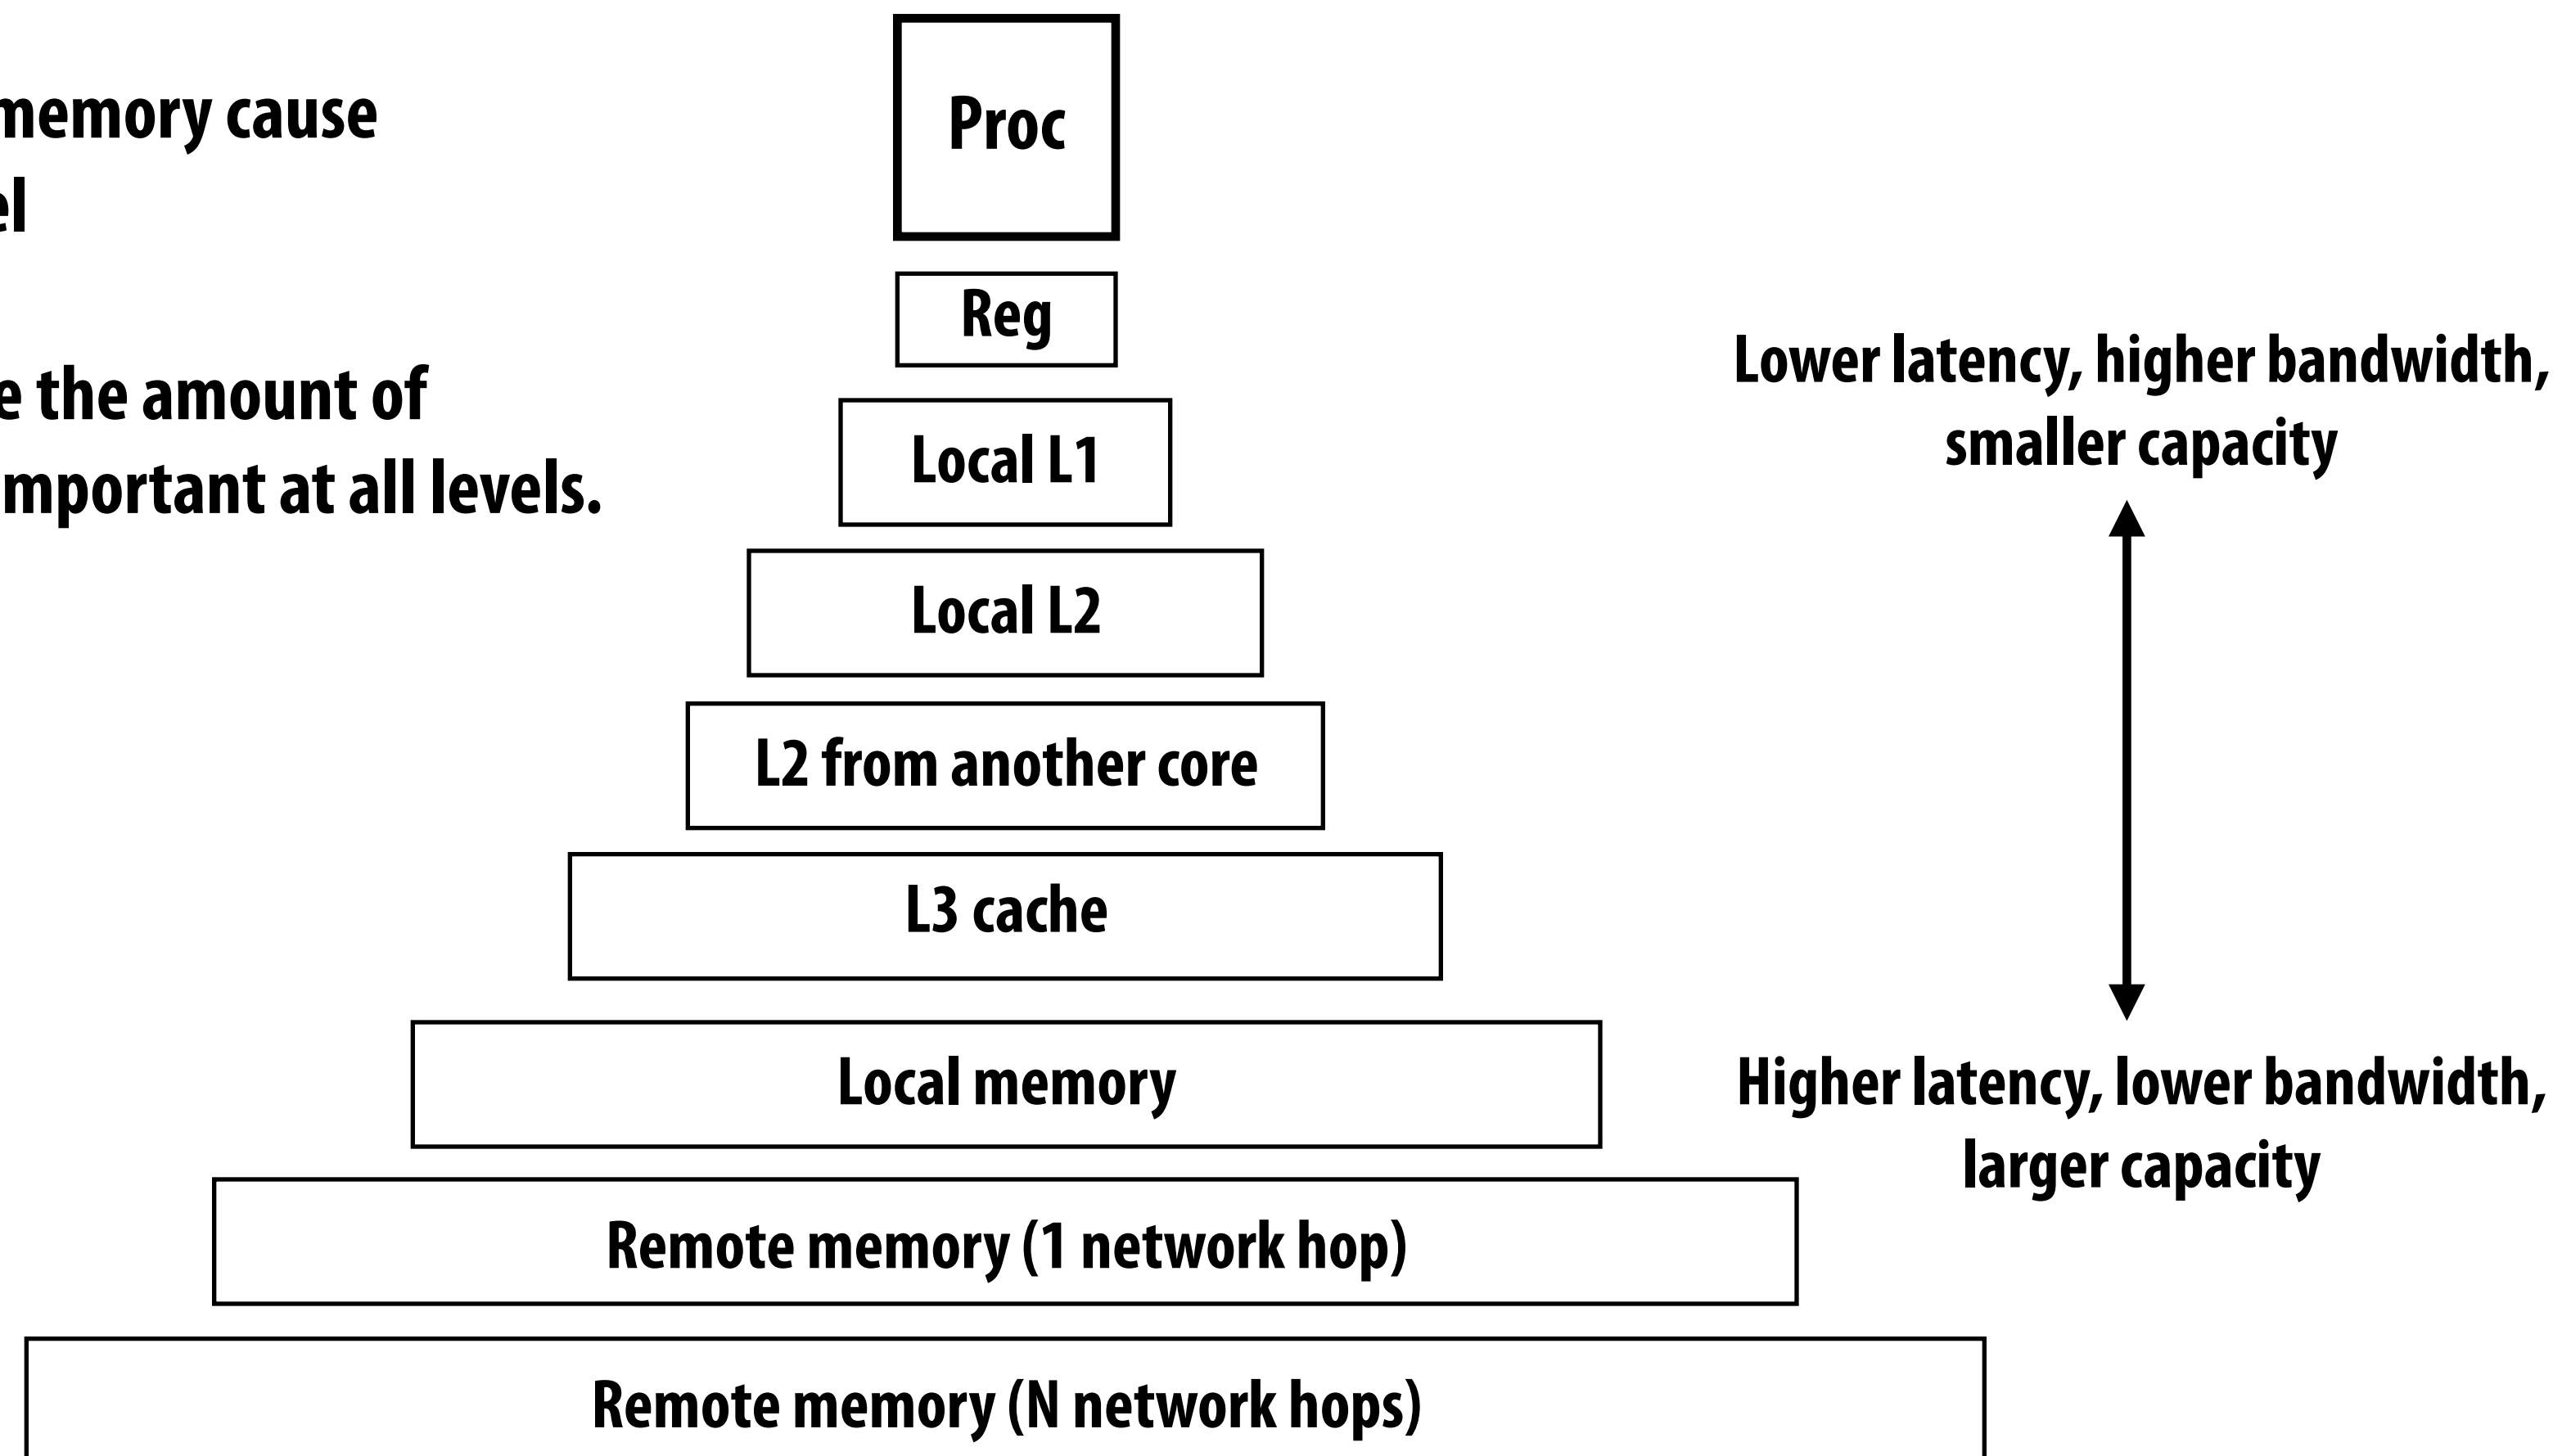 memory cause
el
e the amount of
important at all levels.
Proc
Reg
Local L1
Local L2
L2 from another core
L3 cache
Local memory
Remote memory (1 network hop)
Remote memory (N network hops)
Lower latency, higher bandwidth,
smaller capacity
Higher latency, lower bandwidth,
larger capacity